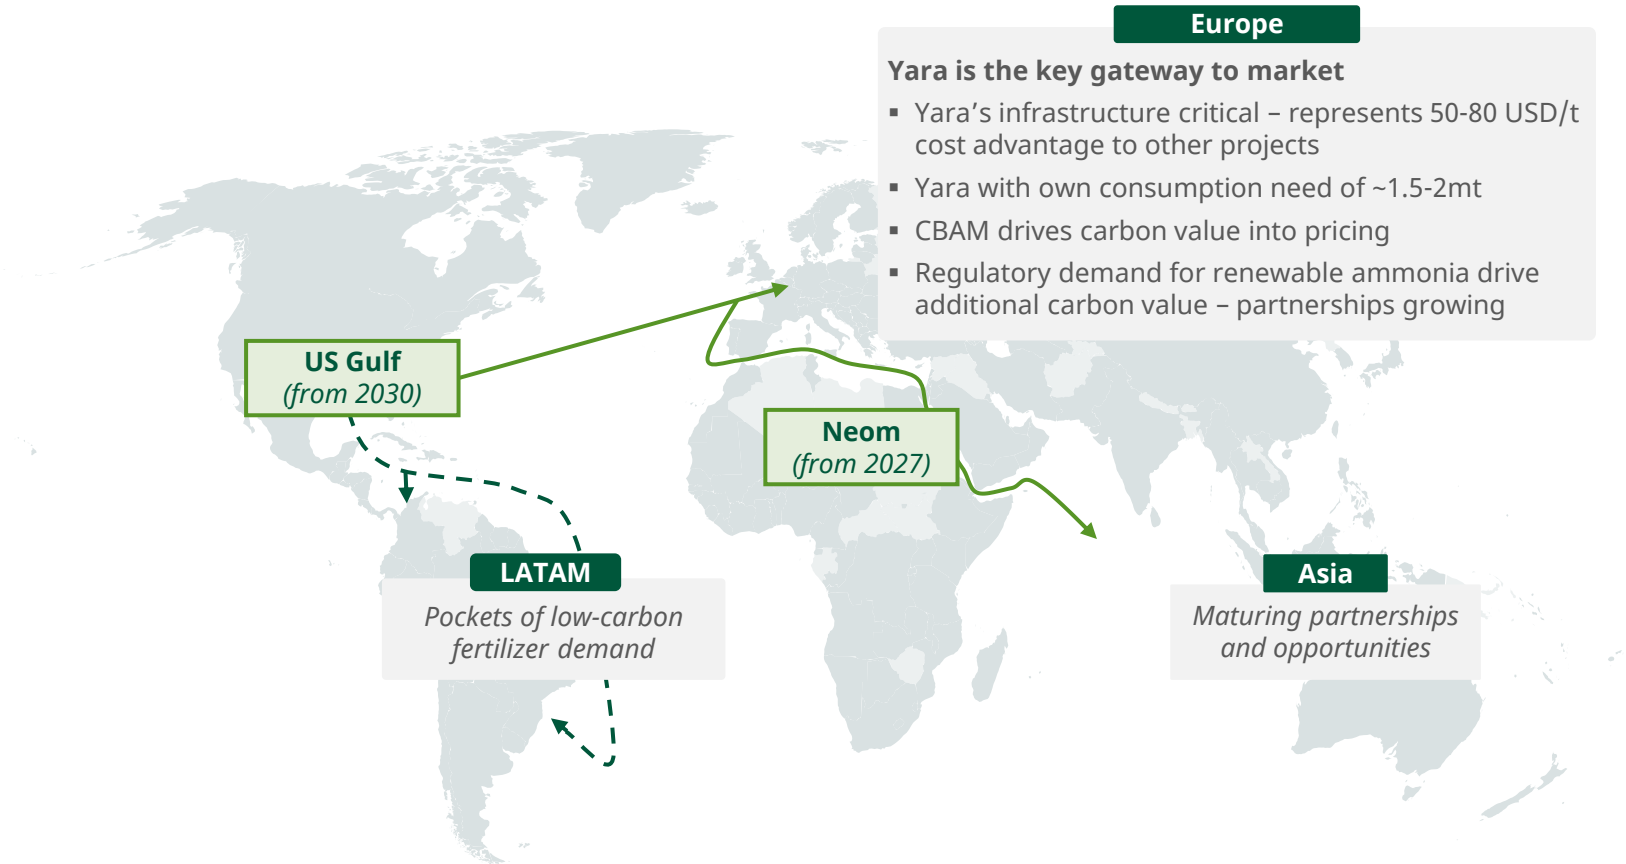 Europe
Yara is the key gateway to market
▪ Yara’s infrastructure critical – represents 50-80 USD/t
cost advantage to other projects
▪ Yara with own consumption need of ~1.5-2mt
▪ CBAM drives carbon value into pricing
▪ Regulatory demand for renewable ammonia drive
additional carbon value – partnerships growing
US Gulf
(from 2030)
Neom
(from 2027)
LATAM
Pockets of low-carbon
fertilizer demand
Asia
Maturing partnerships
and opportunities